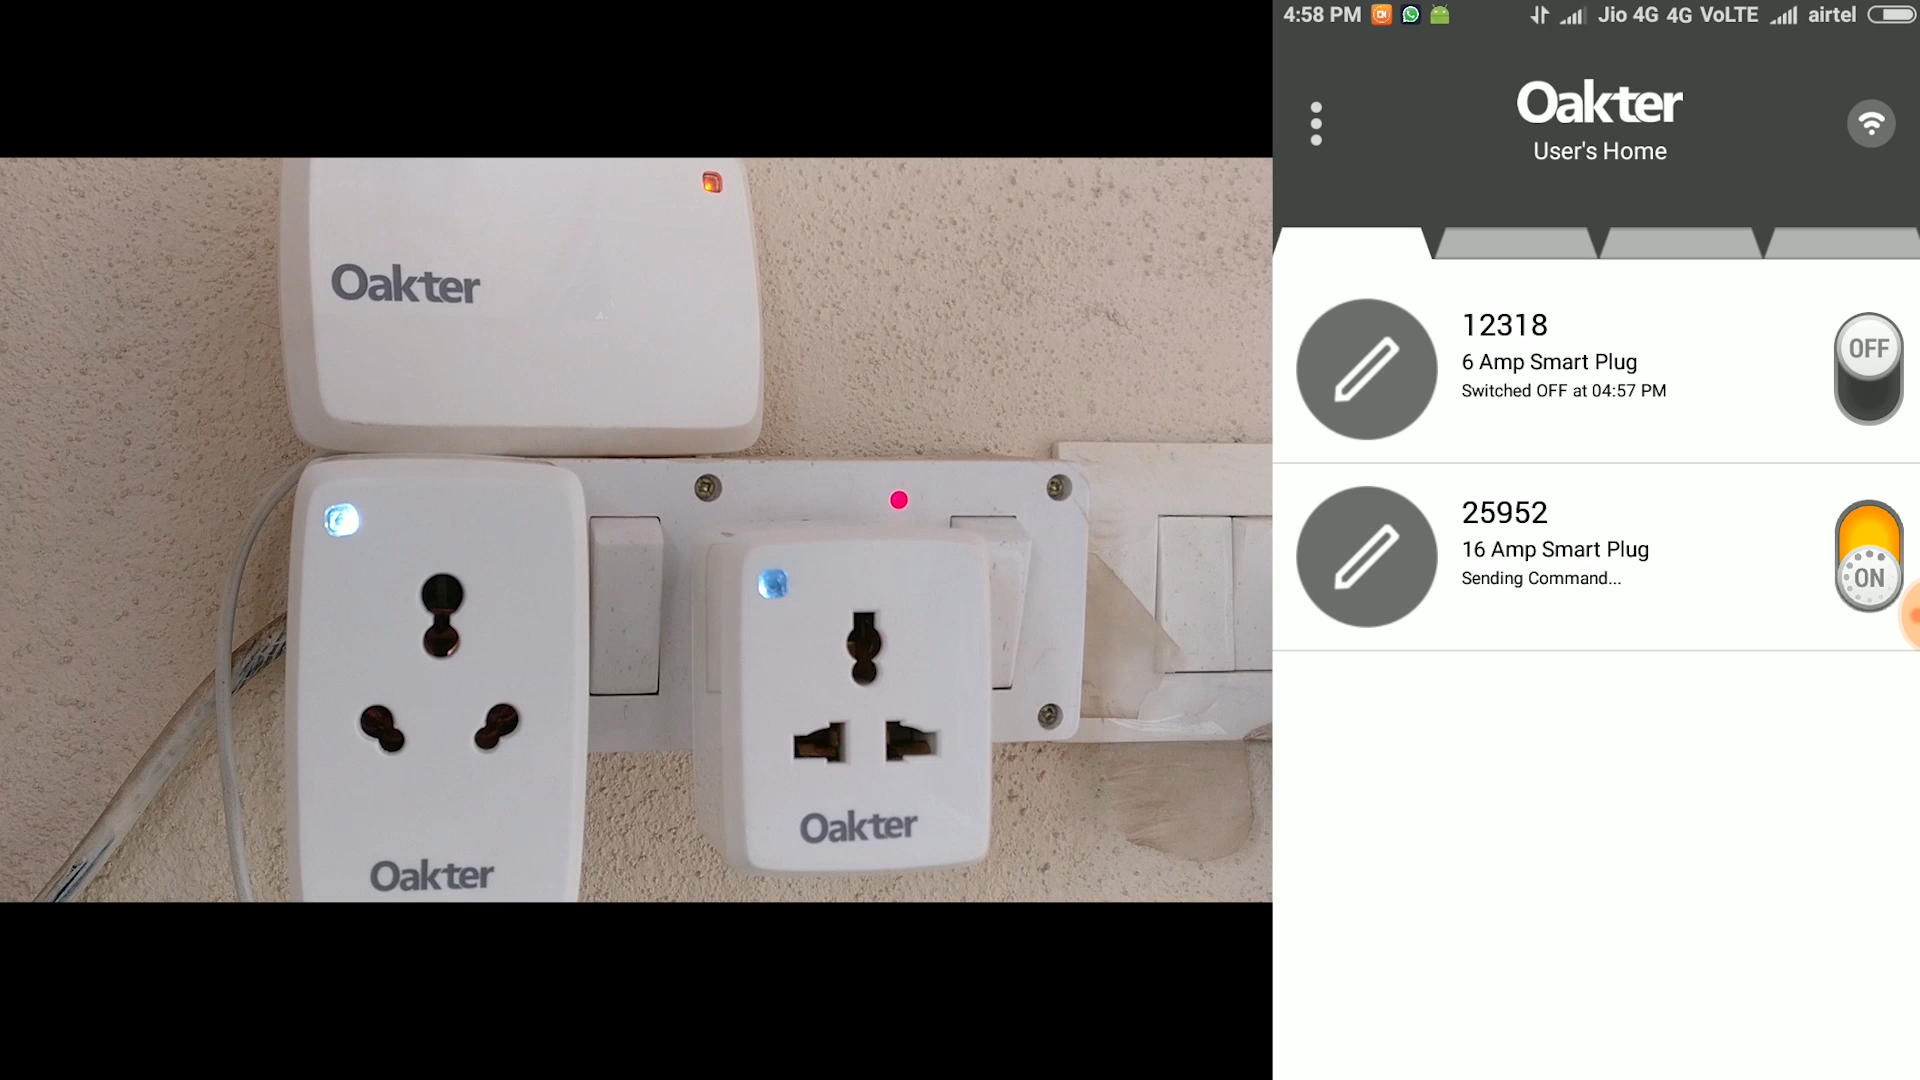 Oakter
Oakter
Oakter
4:58 PM
Jio 4G 4G VoLTE airtel
Oakter
User's Home
12318
6 Amp Smart Plug
Switched OFF at 04:57 PM
OFF
25952
16 Amp Smart Plug
Sending Command...
ON